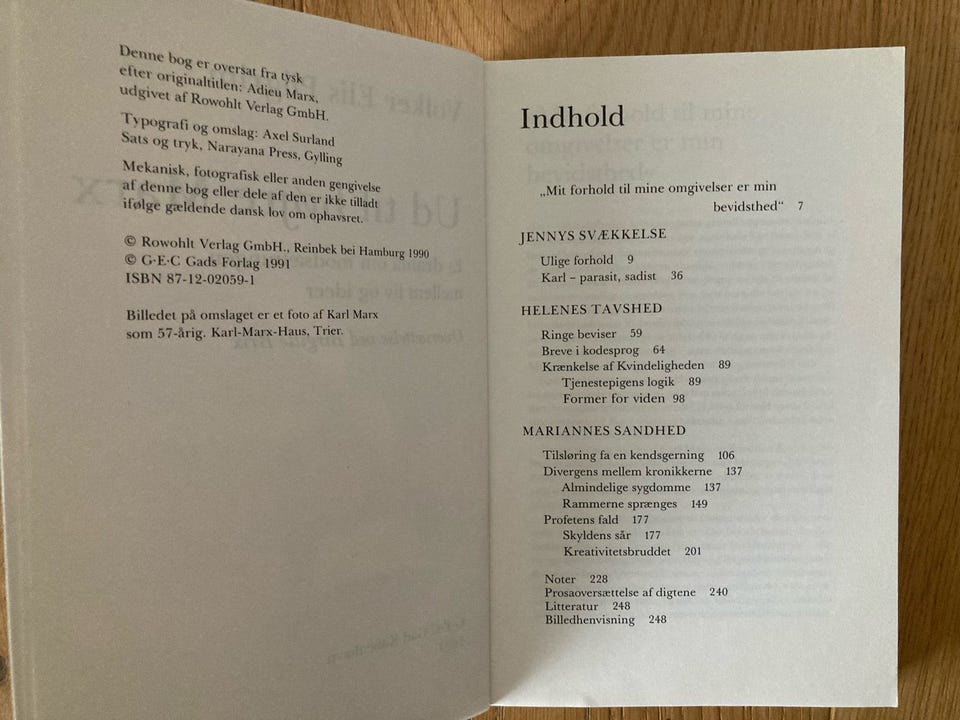 Denne bog er oversat fra tysk
efter originaltitlen: Adieu Marx,
udgivet af Rowohlt Verlag GmbH.
Typografi og omslag: Axel Surland
Sats og tryk, Narayana Press, Gylling
Mekanisk, fotografisk eller anden gengivelse
af denne bog eller dele af den er ikke tilladt
ifølge gældende dansk lov om ophavsret.
© Rowohlt Verlag GmbH., Reinbek bei Hamburg 1990
© G·E·C Gads Forlag 1991
ISBN 87-12-02059-1
Billedet på omslaget er et foto af Karl Marx
som 57-årig. Karl-Marx-Haus, Trier.
Indhold
„Mit forhold til mine omgivelser er min
bevidsthed“ 7
JENNYS SVÆKKELSE
Ulige forhold 9
Karl – parasit, sadist 36
HELENES TAVSHED
Ringe beviser 59
Breve i kodesprog 64
Krænkelse af Kvindeligheden 89
Tjenestepigens logik 89
Former for viden 98
MARIANNES SANDHED
Tilsløring fa en kendsgerning 106
Divergens mellem kronikkerne 137
Almindelige sygdomme 137
Rammerne sprænges 149
Profetens fald 177
Skyldens sår 177
Kreativitetsbruddet 201
Noter 228
Prosaoversættelse af digtene 240
Litteratur 248
Billedhenvisning 248